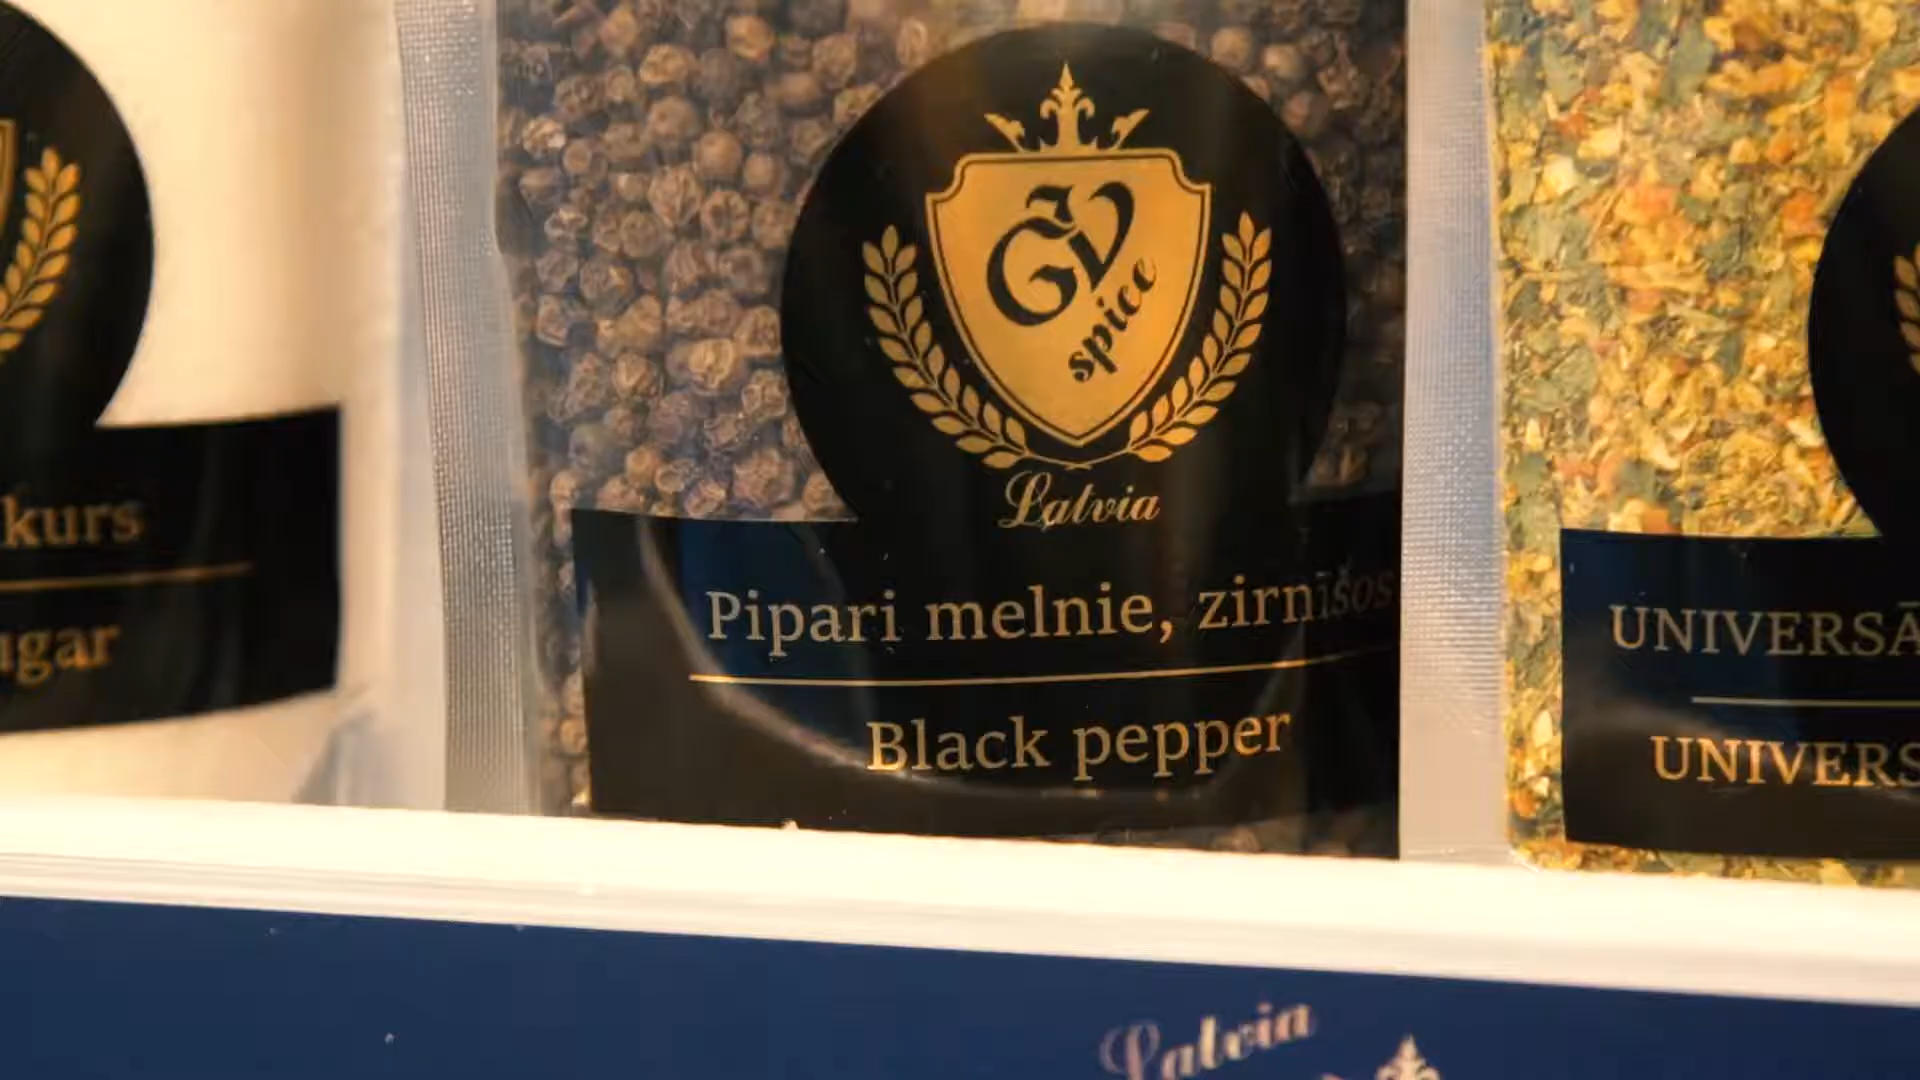 kurs
ugar
GV
spice
Latvia
Pipari melnie, zirnīšos
Black pepper
UNIVERSĀ
UNIVERS
Latvia